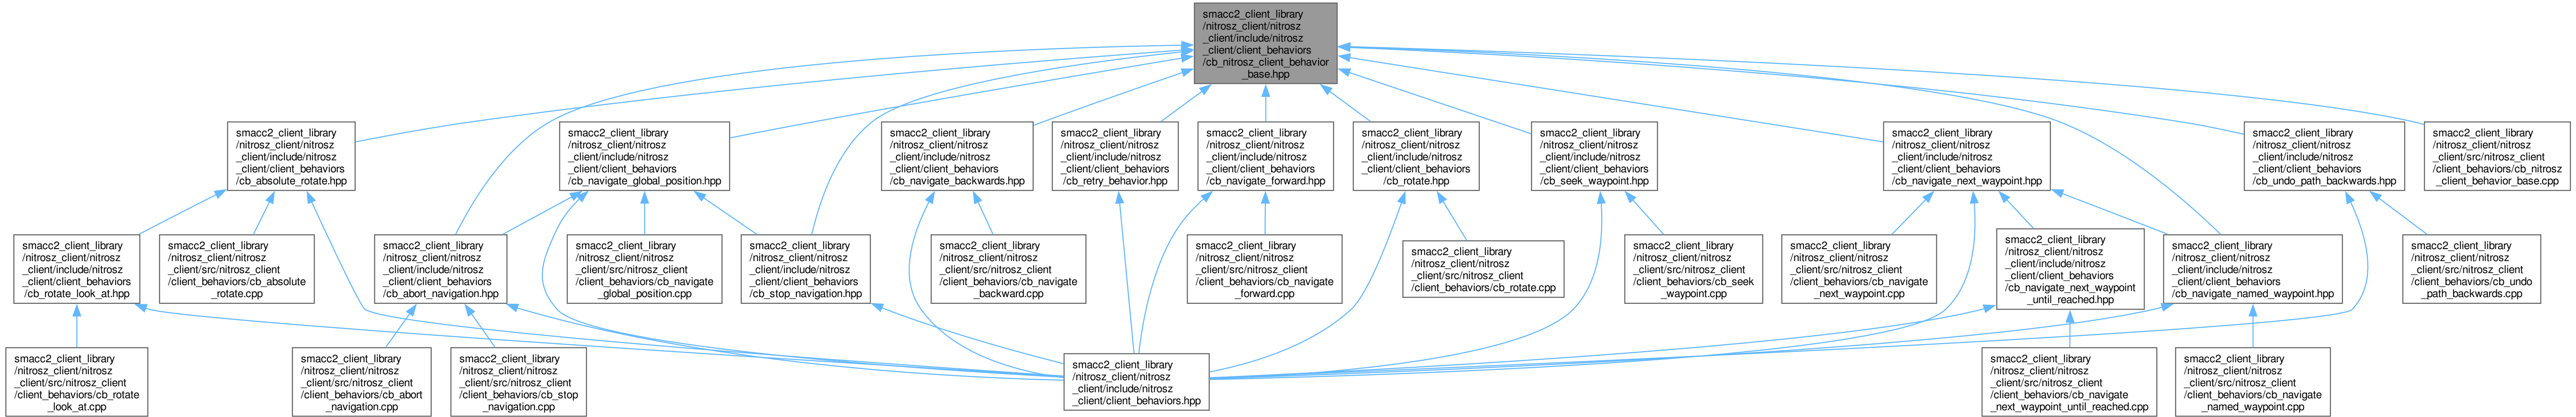 smacc2_client_library
/nitrosz_client/nitrosz
_client/include/nitrosz
_client/client_behaviors
/cb_nitrosz_client_behavior
_base.hpp
smacc2_client_library
/nitrosz_client/nitrosz
_client/include/nitrosz
_client/client_behaviors
/cb_absolute_rotate.hpp
smacc2_client_library
/nitrosz_client/nitrosz
_client/include/nitrosz
_client/client_behaviors
/cb_navigate_global_position.hpp
smacc2_client_library
/nitrosz_client/nitrosz
_client/include/nitrosz
_client/client_behaviors
/cb_navigate_backwards.hpp
smacc2_client_library
/nitrosz_client/nitrosz
_client/include/nitrosz
_client/client_behaviors
/cb_retry_behavior.hpp
smacc2_client_library
/nitrosz_client/nitrosz
_client/include/nitrosz
_client/client_behaviors
/cb_navigate_forward.hpp
smacc2_client_library
/nitrosz_client/nitrosz
_client/include/nitrosz
_client/client_behaviors
/cb_rotate.hpp
smacc2_client_library
/nitrosz_client/nitrosz
_client/include/nitrosz
_client/client_behaviors
/cb_seek_waypoint.hpp
smacc2_client_library
/nitrosz_client/nitrosz
_client/include/nitrosz
_client/client_behaviors
/cb_navigate_next_waypoint.hpp
smacc2_client_library
/nitrosz_client/nitrosz
_client/include/nitrosz
_client/client_behaviors
/cb_undo_path_backwards.hpp
smacc2_client_library
/nitrosz_client/nitrosz
_client/src/nitrosz_client
/client_behaviors/cb_nitrosz
_client_behavior_base.cpp
smacc2_client_library
/nitrosz_client/nitrosz
_client/include/nitrosz
_client/client_behaviors
/cb_rotate_look_at.hpp
smacc2_client_library
/nitrosz_client/nitrosz
_client/src/nitrosz_client
/client_behaviors/cb_absolute
_rotate.cpp
smacc2_client_library
/nitrosz_client/nitrosz
_client/include/nitrosz
_client/client_behaviors
/cb_abort_navigation.hpp
smacc2_client_library
/nitrosz_client/nitrosz
_client/src/nitrosz_client
/client_behaviors/cb_navigate
_global_position.cpp
smacc2_client_library
/nitrosz_client/nitrosz
_client/include/nitrosz
_client/client_behaviors
/cb_stop_navigation.hpp
smacc2_client_library
/nitrosz_client/nitrosz
_client/src/nitrosz_client
/client_behaviors/cb_navigate
_backward.cpp
smacc2_client_library
/nitrosz_client/nitrosz
_client/src/nitrosz_client
/client_behaviors/cb_navigate
_forward.cpp
smacc2_client_library
/nitrosz_client/nitrosz
_client/src/nitrosz_client
/client_behaviors/cb_rotate.cpp
smacc2_client_library
/nitrosz_client/nitrosz
_client/src/nitrosz_client
/client_behaviors/cb_seek
_waypoint.cpp
smacc2_client_library
/nitrosz_client/nitrosz
_client/src/nitrosz_client
/client_behaviors/cb_navigate
_next_waypoint.cpp
smacc2_client_library
/nitrosz_client/nitrosz
_client/include/nitrosz
_client/client_behaviors
/cb_navigate_next_waypoint
_until_reached.hpp
smacc2_client_library
/nitrosz_client/nitrosz
_client/include/nitrosz
_client/client_behaviors
/cb_navigate_named_waypoint.hpp
smacc2_client_library
/nitrosz_client/nitrosz
_client/src/nitrosz_client
/client_behaviors/cb_undo
_path_backwards.cpp
smacc2_client_library
/nitrosz_client/nitrosz
_client/src/nitrosz_client
/client_behaviors/cb_rotate
_look_at.cpp
smacc2_client_library
/nitrosz_client/nitrosz
_client/src/nitrosz_client
/client_behaviors/cb_abort
_navigation.cpp
smacc2_client_library
/nitrosz_client/nitrosz
_client/src/nitrosz_client
/client_behaviors/cb_stop
_navigation.cpp
smacc2_client_library
/nitrosz_client/nitrosz
_client/include/nitrosz
_client/client_behaviors.hpp
smacc2_client_library
/nitrosz_client/nitrosz
_client/src/nitrosz_client
/client_behaviors/cb_navigate
_next_waypoint_until_reached.cpp
smacc2_client_library
/nitrosz_client/nitrosz
_client/src/nitrosz_client
/client_behaviors/cb_navigate
_named_waypoint.cpp